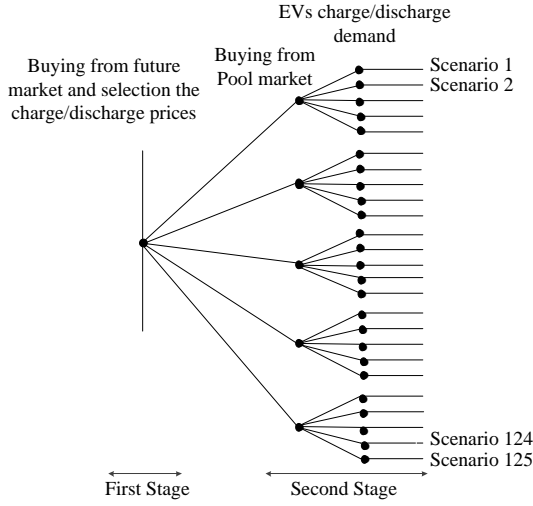 EVs charge/discharge
demand
Buying from
Pool market
Buying from future
market and selection the
charge/discharge prices
Scenario 1
Scenario 2
Scenario 124
Scenario 125
First Stage
Second Stage